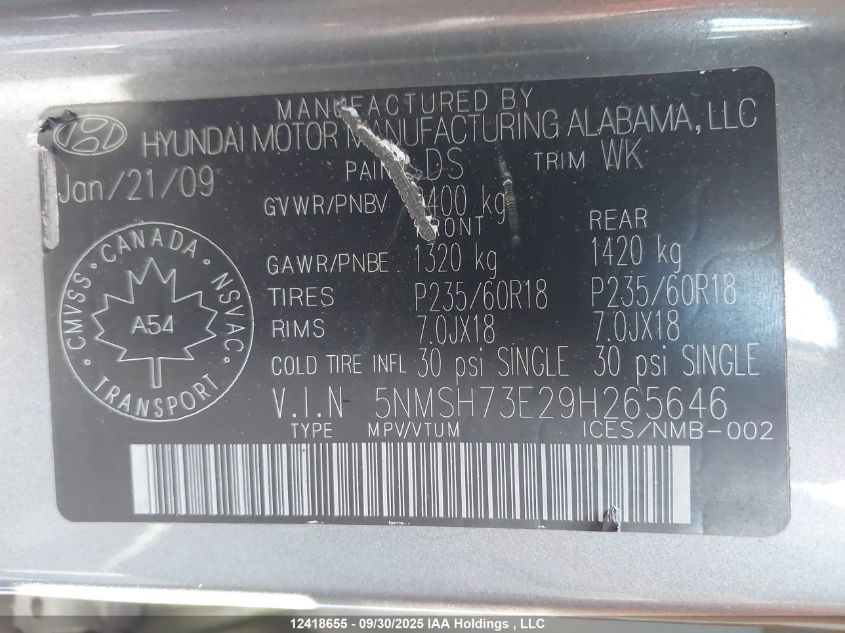 MANUFACTURED BY
HYUNDAI MOTOR MANUFACTURING ALABAMA, LLC
Jan/21/09 DS TRIM WK
GVWR/PNBV 400 kg
REAR
GAWR/PNBE 1320 kg 1420 kg
TIRES P235/60R18 P235/60R18
RIMS 7.0JX18 7.0JX18
COLD TIRE INFL 30 psi SINGLE 30 psi SINGLE
V.I.N 5NMSH73E29H265646
TYPE MPV/VTUM ICES/NMB-002
CMVSS · CANADA · NSVAC
A54
TRANSPORT
12418655 - 09/30/2025 IAA Holdings , LLC